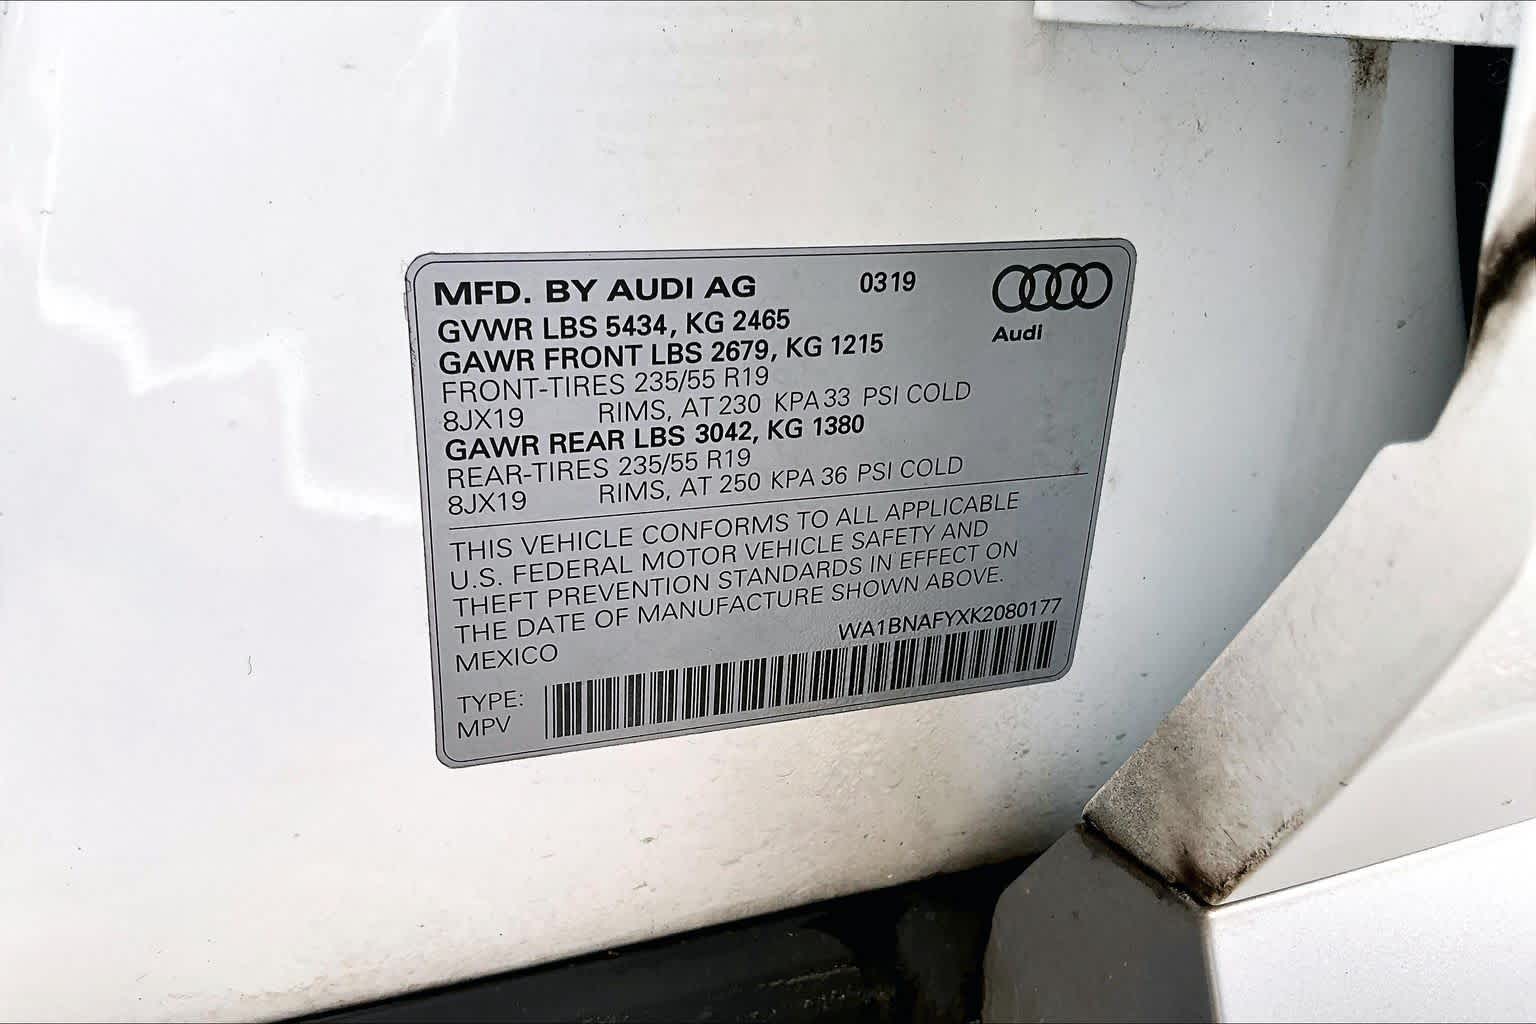 MFD. BY AUDI AG 0319
Audi
GVWR LBS 5434, KG 2465
GAWR FRONT LBS 2679, KG 1215
FRONT-TIRES 235/55 R19
8JX19 RIMS, AT 230 KPA 33 PSI COLD
GAWR REAR LBS 3042, KG 1380
REAR-TIRES 235/55 R19
8JX19 RIMS, AT 250 KPA 36 PSI COLD
THIS VEHICLE CONFORMS TO ALL APPLICABLE
U.S. FEDERAL MOTOR VEHICLE SAFETY AND
THEFT PREVENTION STANDARDS IN EFFECT ON
THE DATE OF MANUFACTURE SHOWN ABOVE.
MEXICO WA1BNAFYXK2080177
TYPE:
MPV